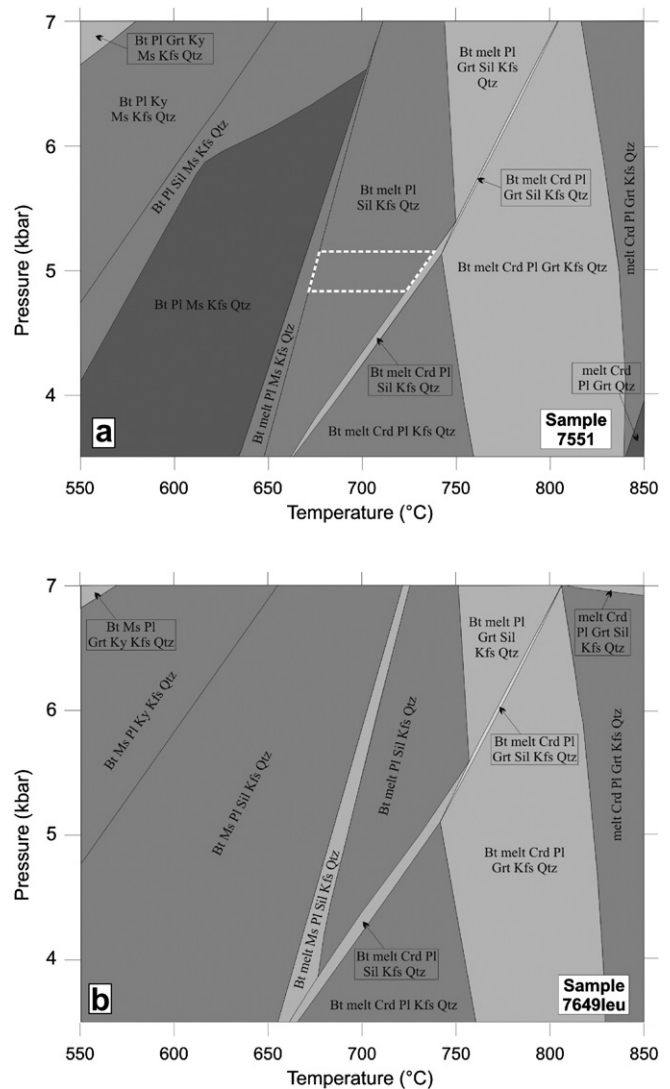 7
Bt Pl Grt Ky
Ms Kfs Qtz
Bt Pl Ky
Ms Kfs Qtz
Bt Pl Sil Ms Kfs Qtz
Bt melt Pl
Grt Sil Kfs
Qtz
6
Bt melt Pl
Sil Kfs Qtz
Bt melt Crd Pl
Grt Sil Kfs Qtz
melt Crd Pl Grt Kfs Qtz
Pressure (kbar)
5
Bt Pl Ms Kfs Qtz
Bt melt Crd Pl Grt Kfs Qtz
Bt melt Pl Ms Kfs Qtz
4
Bt melt Crd Pl
Sil Kfs Qtz
melt Crd
Pl Grt Qtz
a
Bt melt Crd Pl Kfs Qtz
Sample
7551
550 600 650 700 750 800 850
Temperature (°C)
7
Bt Ms Pl
Grt Ky Kfs Qtz
Bt melt Pl
Grt Sil
Kfs Qtz
melt Crd
Pl Grt Sil
Kfs Qtz
Bt Ms Pl Ky Kfs Qtz
6
Bt Ms Pl Sil Kfs Qtz
Bt melt Pl Sil Kfs Qtz
Bt melt Crd Pl
Grt Sil Kfs Qtz
melt Crd Pl Grt Kfs Qtz
Pressure (kbar)
5
Bt melt Ms Pl Sil Kfs Qtz
Bt melt Crd Pl
Grt Kfs Qtz
4
Bt melt Crd Pl
Sil Kfs Qtz
b
Bt melt Crd Pl Kfs Qtz
Sample
7649leu
550 600 650 700 750 800 850
Temperature (°C)